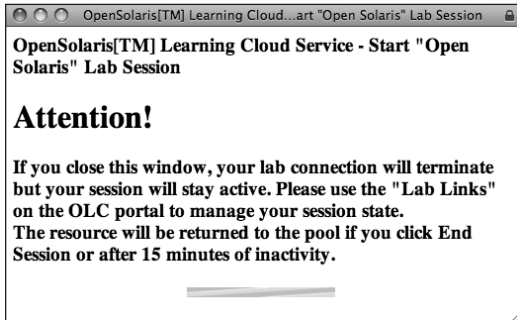 OpenSolaris[TM] Learning Cloud...art "Open Solaris" Lab Session
OpenSolaris[TM] Learning Cloud Service - Start "Open
Solaris" Lab Session
Attention!
If you close this window, your lab connection will terminate
but your session will stay active. Please use the "Lab Links"
on the OLC portal to manage your session state.
The resource will be returned to the pool if you click End
Session or after 15 minutes of inactivity.